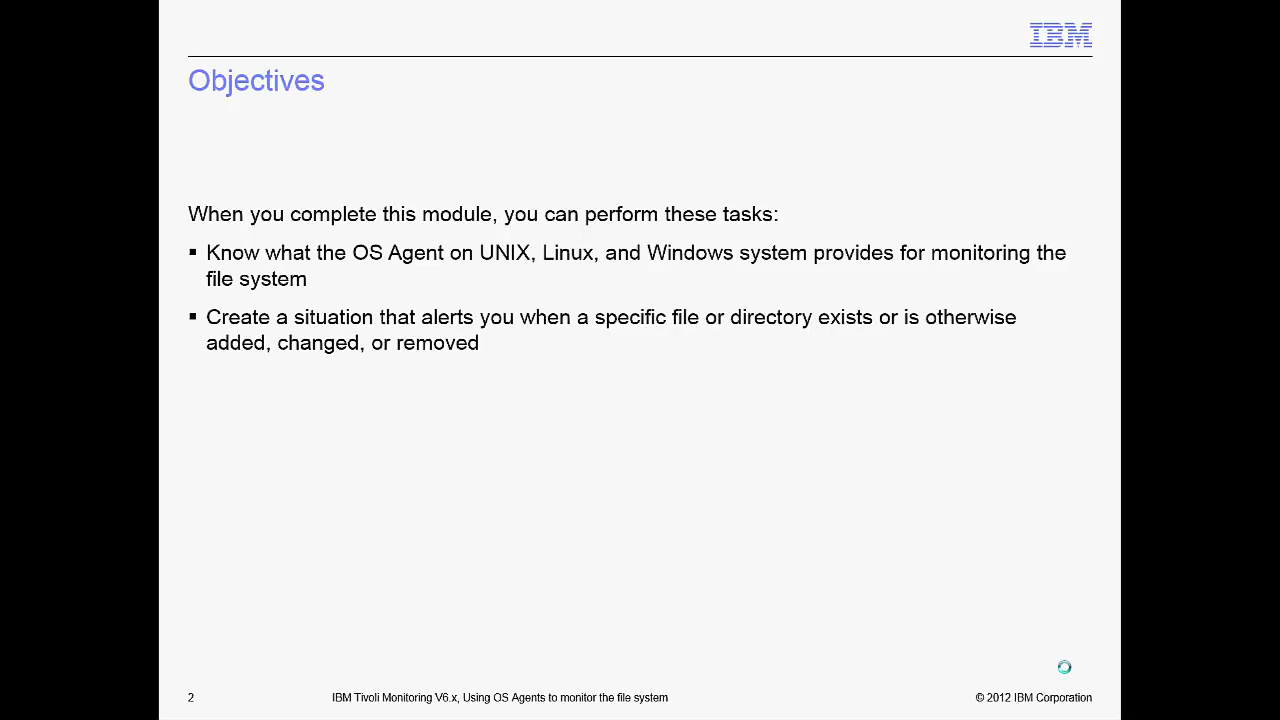 IBM
Objectives
When you complete this module, you can perform these tasks:
▪ Know what the OS Agent on UNIX, Linux, and Windows system provides for monitoring the
file system
▪ Create a situation that alerts you when a specific file or directory exists or is otherwise
added, changed, or removed
2 IBM Tivoli Monitoring V6.x, Using OS Agents to monitor the file system © 2012 IBM Corporation